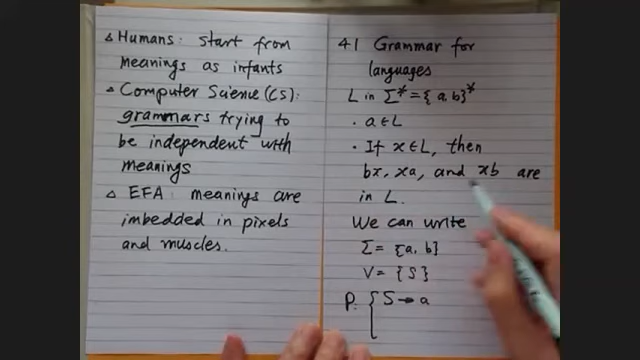 △ Humans: start from
meanings as infants
△ Computer Science (CS):
grammars trying to
be independent with
meanings
△ EFA: meanings are
imbedded in pixels
and muscles.
41 Grammar for
languages
L in Σ* = {a, b}*
· a ∈ L
· If x ∈ L, then
bx, xa, and xb are
in L.
We can write
Σ = {a, b}
V = {S}
P: { S → a